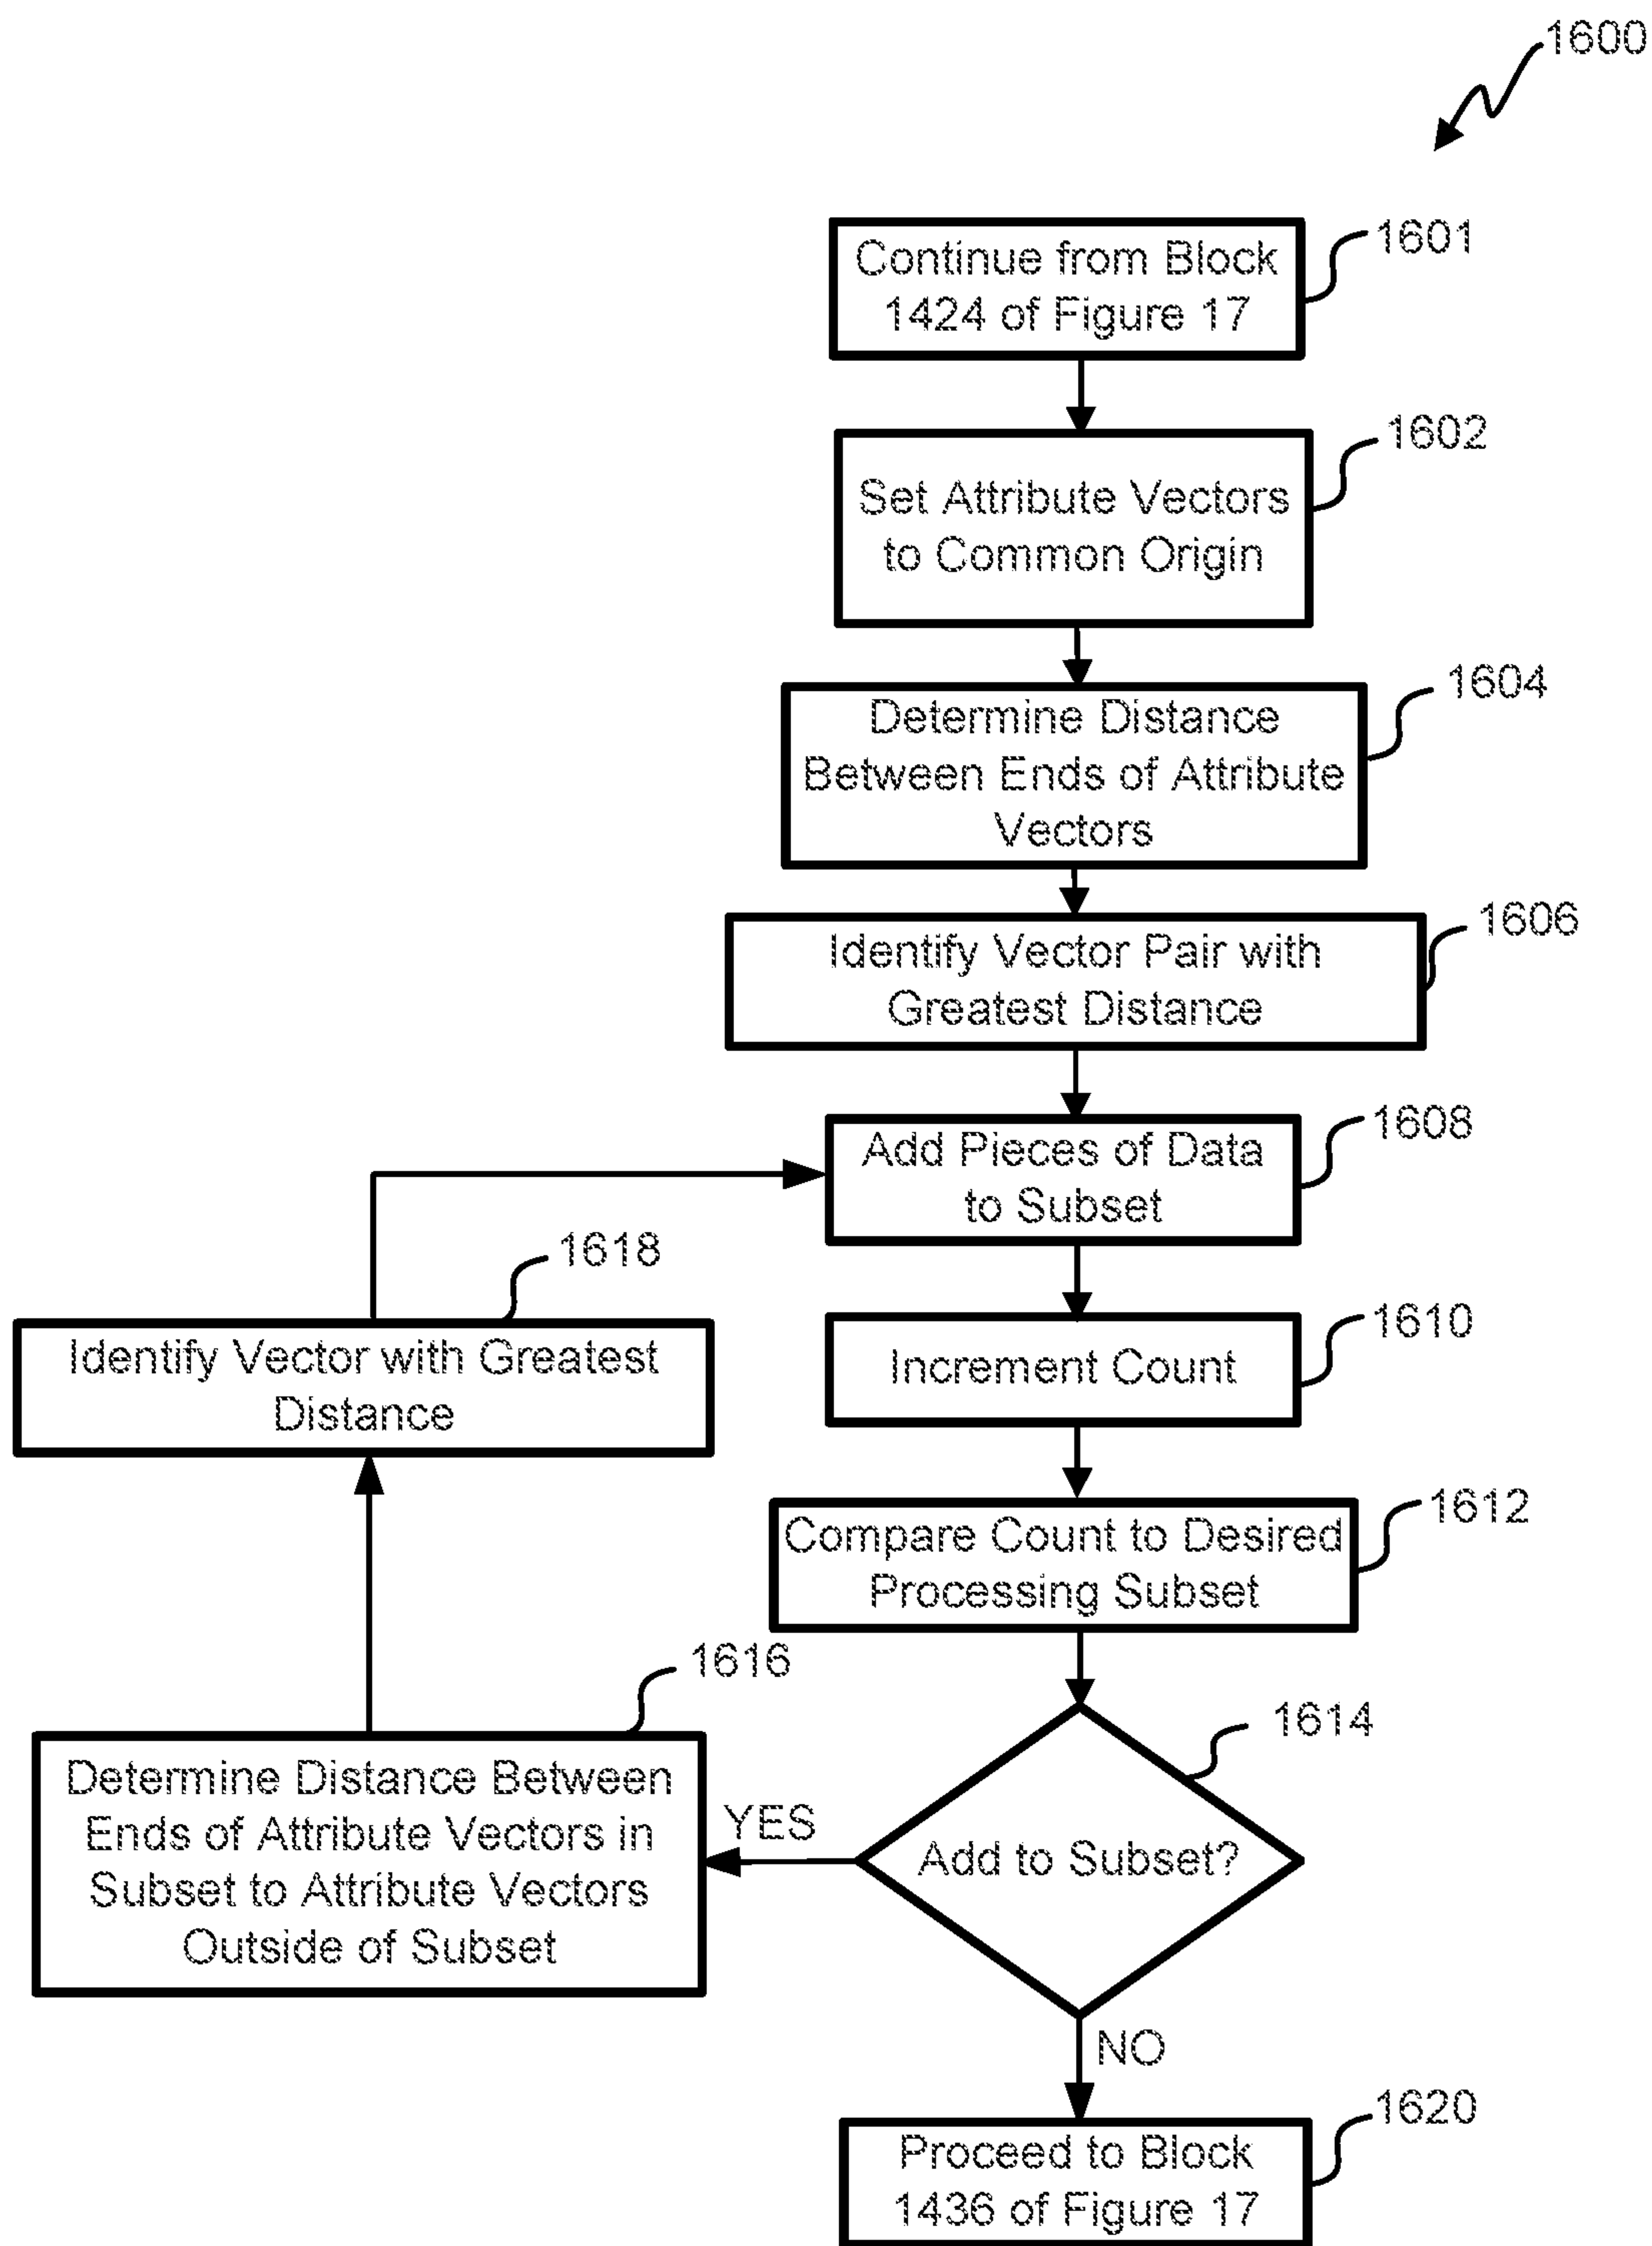 1600
Continue from Block
1424 of Figure 17
1601
Set Attribute Vectors
to Common Origin
1602
Determine Distance
Between Ends of Attribute
Vectors
1604
Identify Vector Pair with
Greatest Distance
1606
Add Pieces of Data
to Subset
1608
Increment Count
1610
Compare Count to Desired
Processing Subset
1612
Add to Subset?
1614
YES
Determine Distance Between
Ends of Attribute Vectors in
Subset to Attribute Vectors
Outside of Subset
1616
Identify Vector with Greatest
Distance
1618
NO
Proceed to Block
1436 of Figure 17
1620